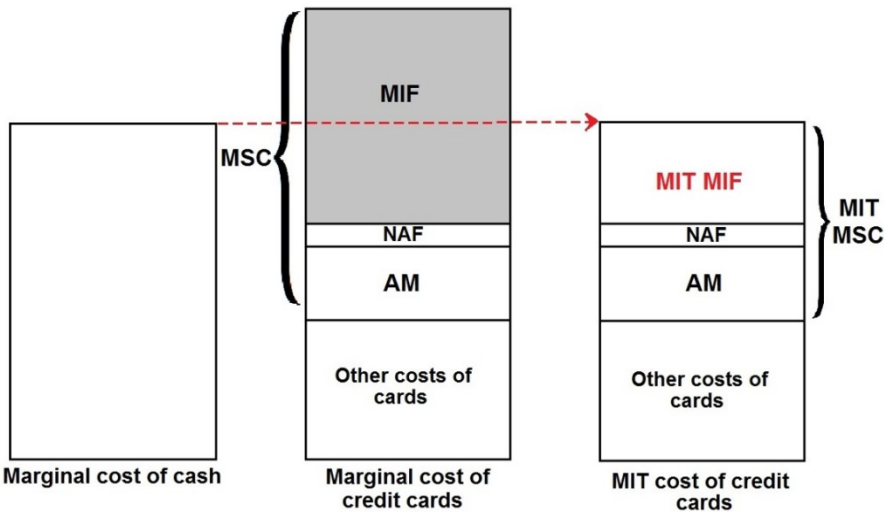 MSC
MIF
NAF
AM
Other costs of
cards
MIT MIF
NAF
AM
Other costs of
cards
MIT
MSC
Marginal cost of cash
Marginal cost of
credit cards
MIT cost of credit
cards